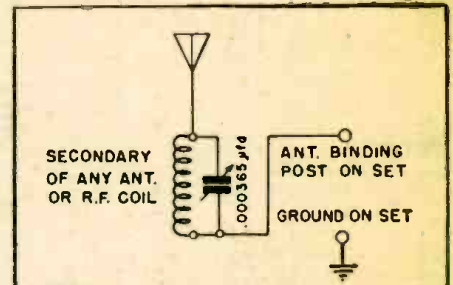 SECONDARY
OF ANY ANT.
OR R.F. COIL
.000365 µfd
ANT. BINDING
POST ON SET
GROUND ON SET